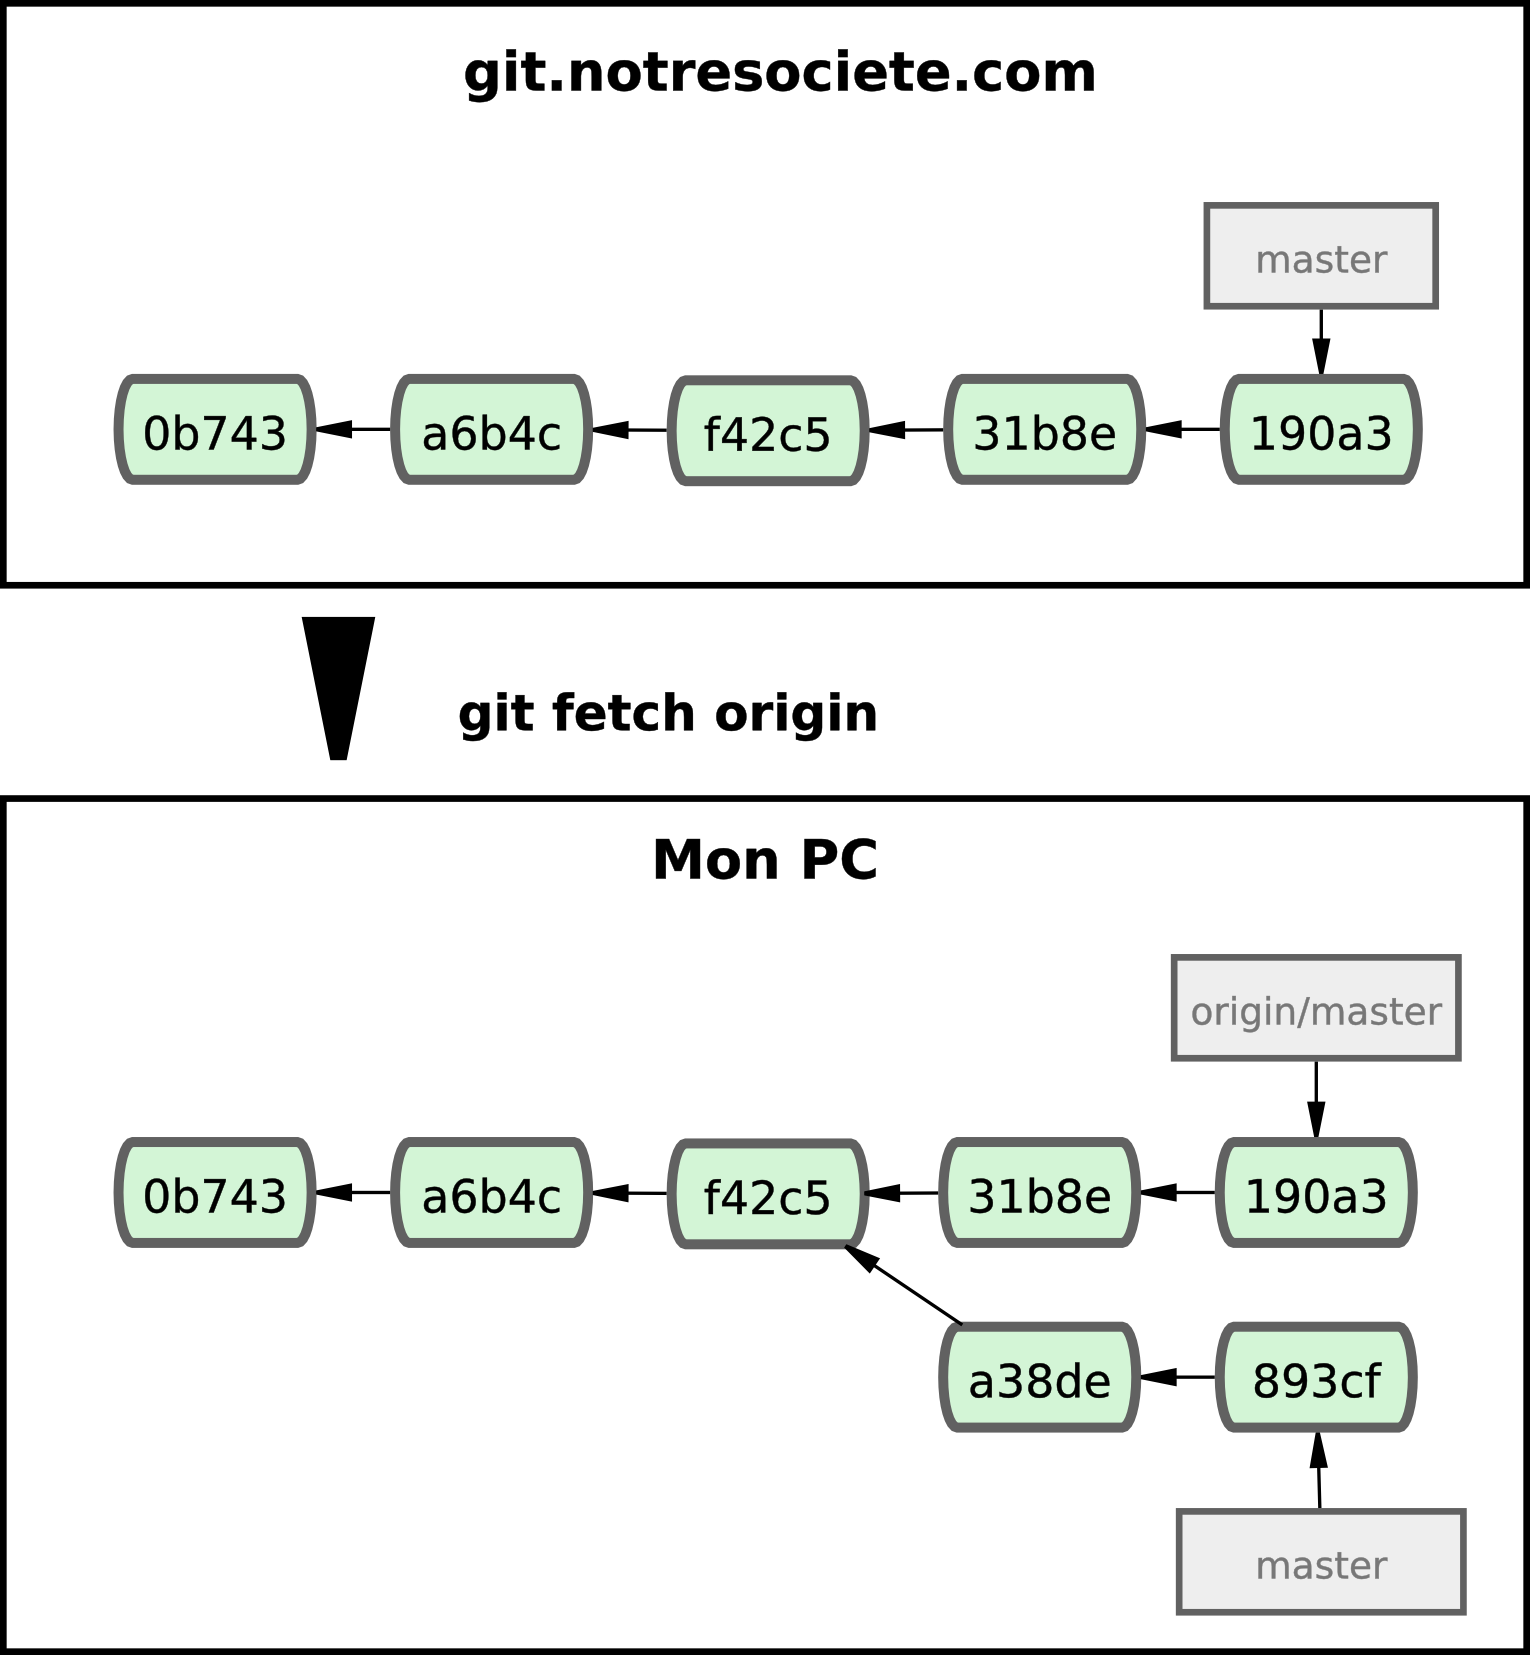 git.notresociete.com
master
0b743 a6b4c f42c5 31b8e 190a3
git fetch origin
Mon PC
origin/master
0b743 a6b4c f42c5 31b8e 190a3
a38de 893cf
master